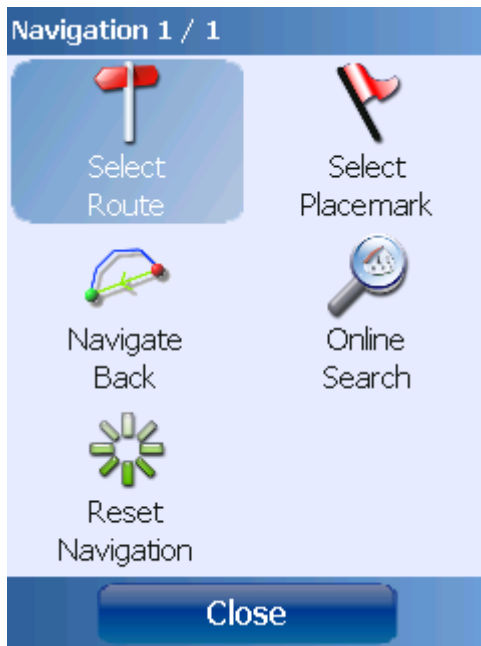 Navigation 1 / 1
Select
Route
Select
Placemark
Navigate
Back
Online
Search
Reset
Navigation
Close